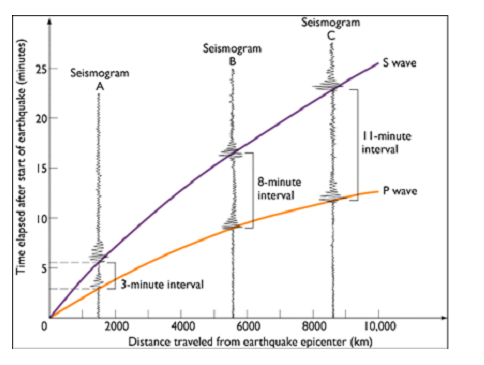 Time elapsed after start of earthquake (minutes)
25
20
15
10
5
0
Seismogram
A
Seismogram
B
Seismogram
C
S wave
P wave
11-minute
interval
8-minute
interval
3-minute interval
2000
4000
6000
8000
10,000
Distance traveled from earthquake epicenter (km)